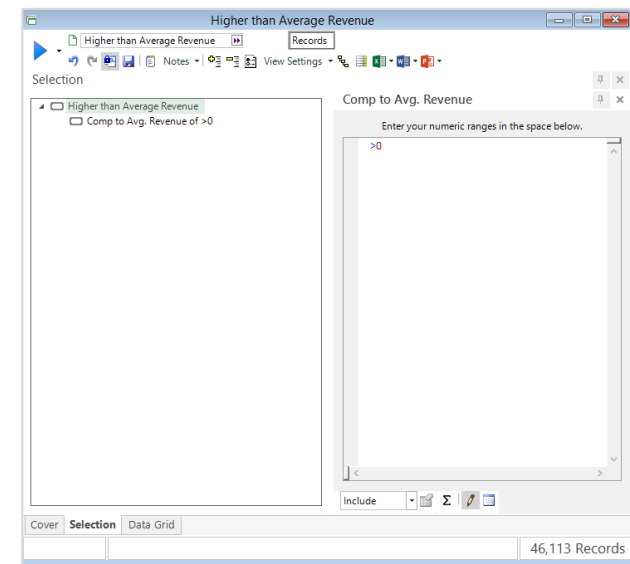 Higher than Average Revenue
Higher than Average Revenue
Records
Notes
View Settings
Selection
Higher than Average Revenue
Comp to Avg. Revenue of >0
Comp to Avg. Revenue
Enter your numeric ranges in the space below.
>0
Include
Σ
Cover Selection Data Grid
46,113 Records